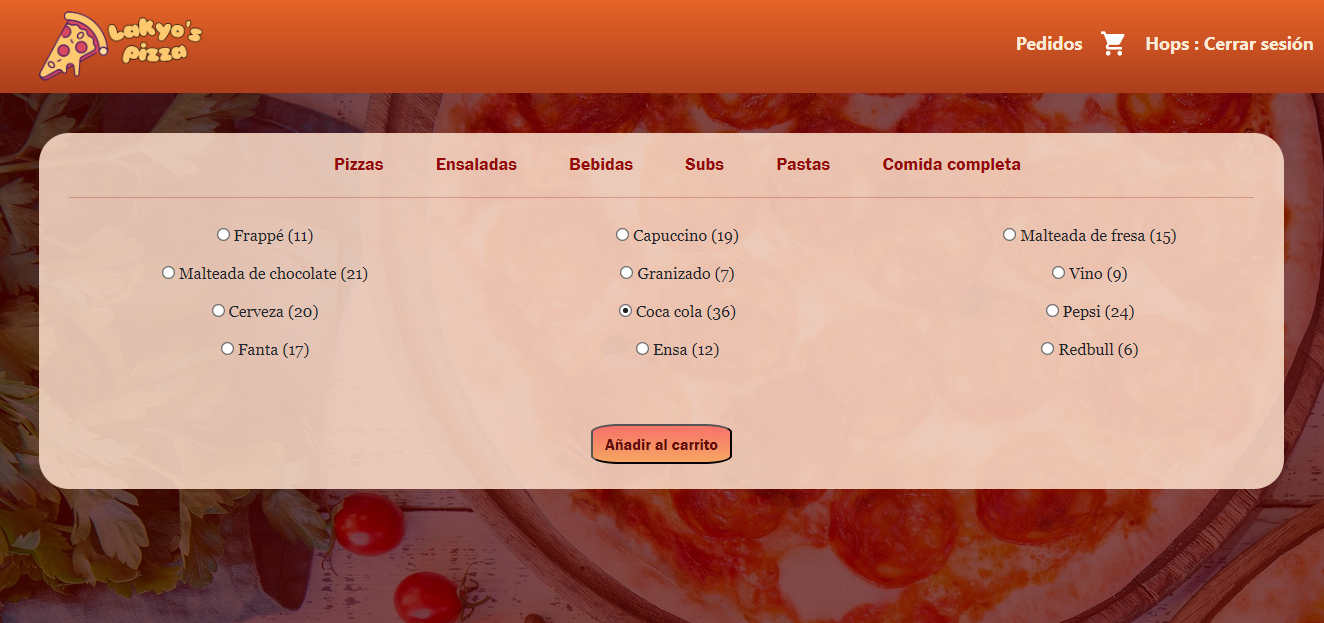 Lakyo's
pizza
Pedidos Hops : Cerrar sesión
Pizzas Ensaladas Bebidas Subs Pastas Comida completa
Frappé (11) Capuccino (19) Malteada de fresa (15)
Malteada de chocolate (21) Granizado (7) Vino (9)
Cerveza (20) Coca cola (36) Pepsi (24)
Fanta (17) Ensa (12) Redbull (6)
Añadir al carrito